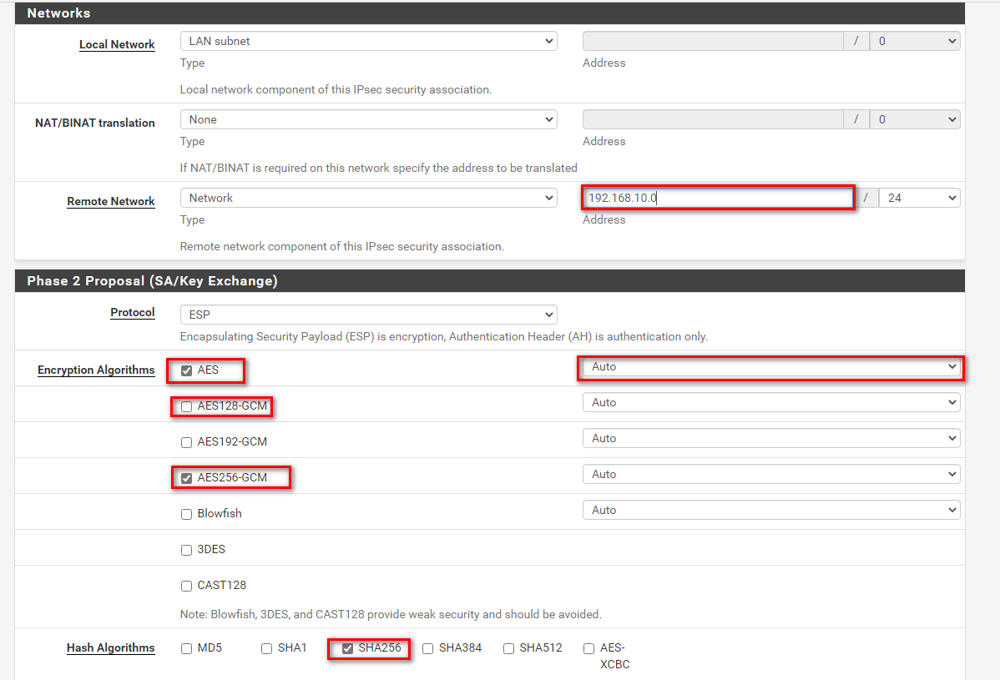 Networks
Local Network LAN subnet / 0
Type Address
Local network component of this IPsec security association.
NAT/BINAT translation None / 0
Type Address
If NAT/BINAT is required on this network specify the address to be translated
Remote Network Network 192.168.10.0 / 24
Type Address
Remote network component of this IPsec security association.
Phase 2 Proposal (SA/Key Exchange)
Protocol ESP
Encapsulating Security Payload (ESP) is encryption, Authentication Header (AH) is authentication only.
Encryption Algorithms AES Auto
AES128-GCM Auto
AES192-GCM Auto
AES256-GCM Auto
Blowfish Auto
3DES
CAST128
Note: Blowfish, 3DES, and CAST128 provide weak security and should be avoided.
Hash Algorithms MD5 SHA1 SHA256 SHA384 SHA512 AES-
XCBC